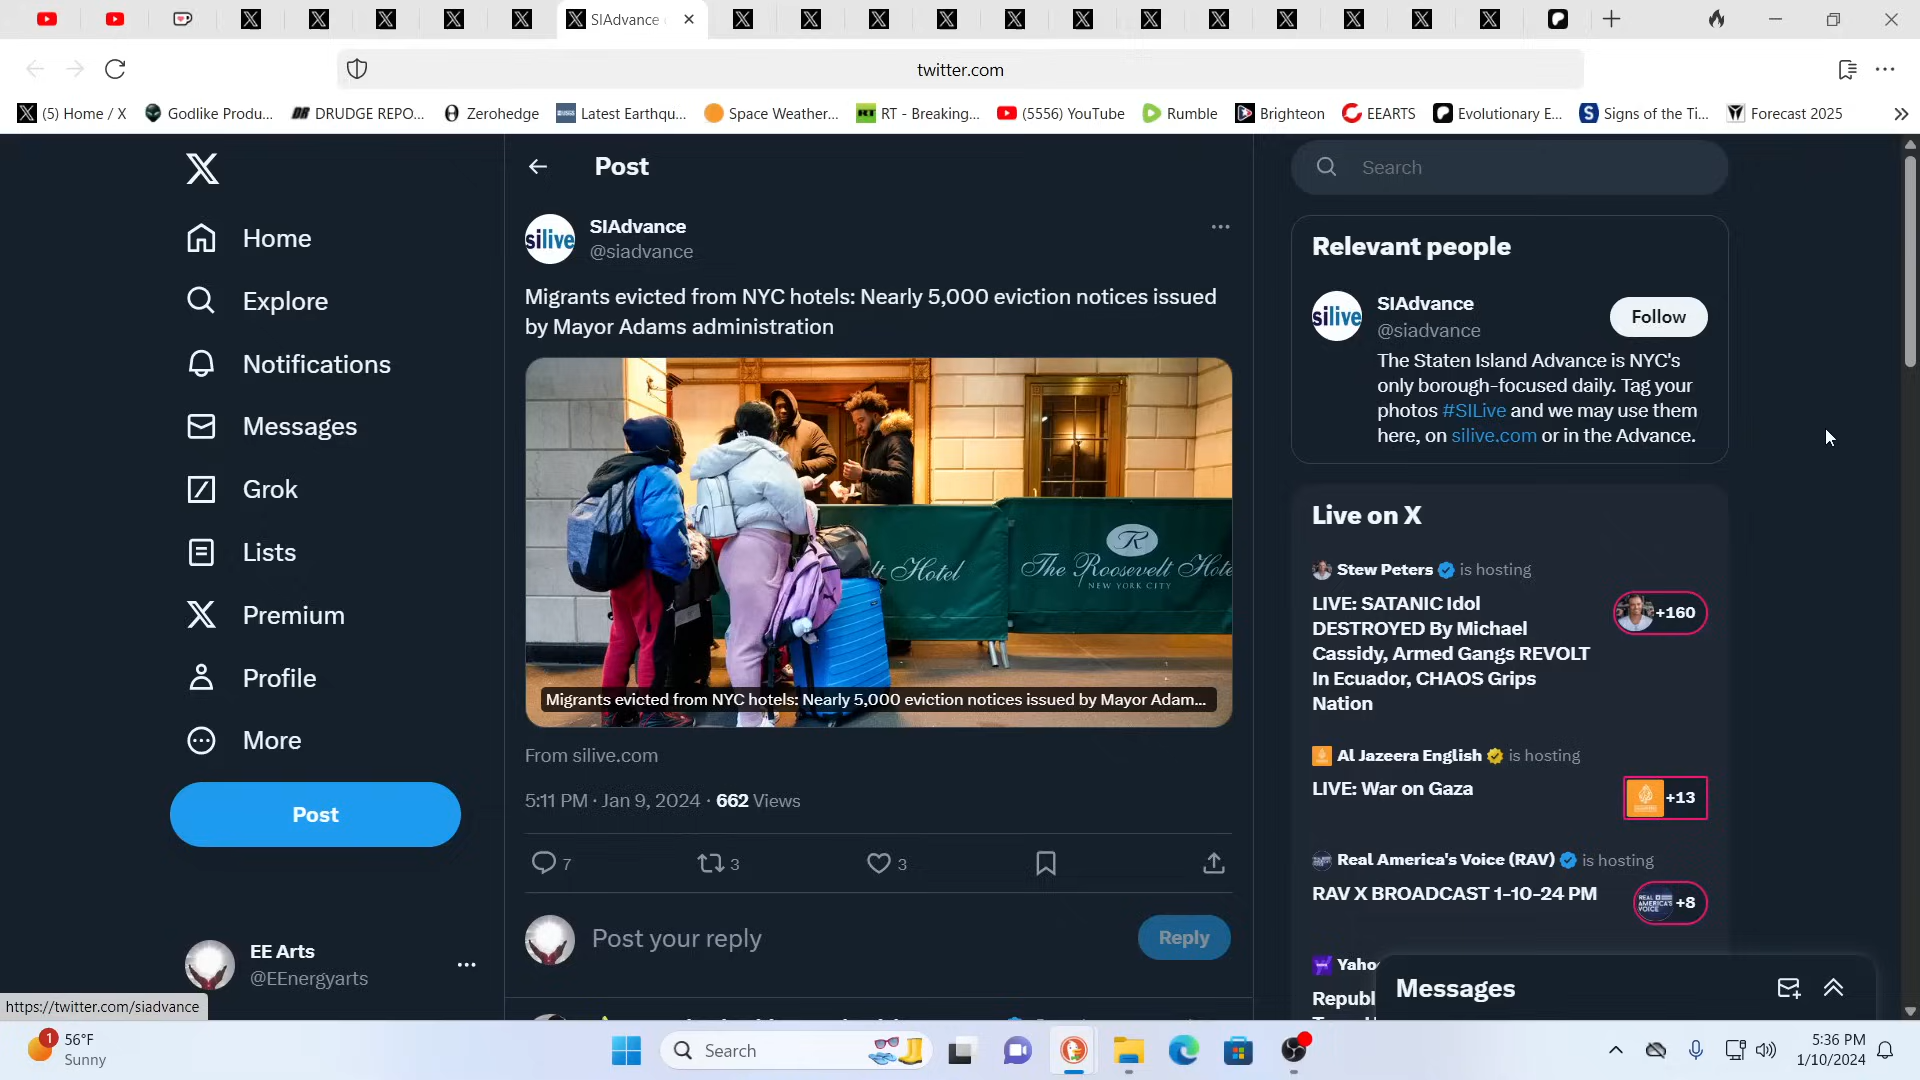 SIAdvance
twitter.com
(5) Home / X
Godlike Produ...
DRUDGE REPO...
Zerohedge
Latest Earthqu...
Space Weather...
RT - Breaking,...
(5556) YouTube
Rumble
Brighteon
EEARTS
Evolutionary E...
Signs of the Ti...
Forecast 2025
Home
Explore
Notifications
Messages
Grok
Lists
Premium
Profile
More
Post
EE Arts
@EEnergyarts
https://twitter.com/siadvance
Post
silive
SIAdvance
@siadvance
Migrants evicted from NYC hotels: Nearly 5,000 eviction notices issued
by Mayor Adams administration
Hotel
The Roosevelt Hote
NEW YORK CITY
Migrants evicted from NYC hotels: Nearly 5,000 eviction notices issued by Mayor Adam...
From silive.com
5:11 PM · Jan 9, 2024 · 662 Views
7
3
3
Post your reply
Reply
Search
Relevant people
silive
SIAdvance
@siadvance
Follow
The Staten Island Advance is NYC's
only borough-focused daily. Tag your
photos #SILive and we may use them
here, on silive.com or in the Advance.
Live on X
Stew Peters is hosting
LIVE: SATANIC Idol
DESTROYED By Michael
Cassidy, Armed Gangs REVOLT
In Ecuador, CHAOS Grips
Nation
+160
Al Jazeera English is hosting
LIVE: War on Gaza
+13
Real America's Voice (RAV) is hosting
RAV X BROADCAST 1-10-24 PM
REAL AMERICA'S VOICE
+8
Yaho
Republ
Messages
1
56°F
Sunny
Search
5:36 PM
1/10/2024